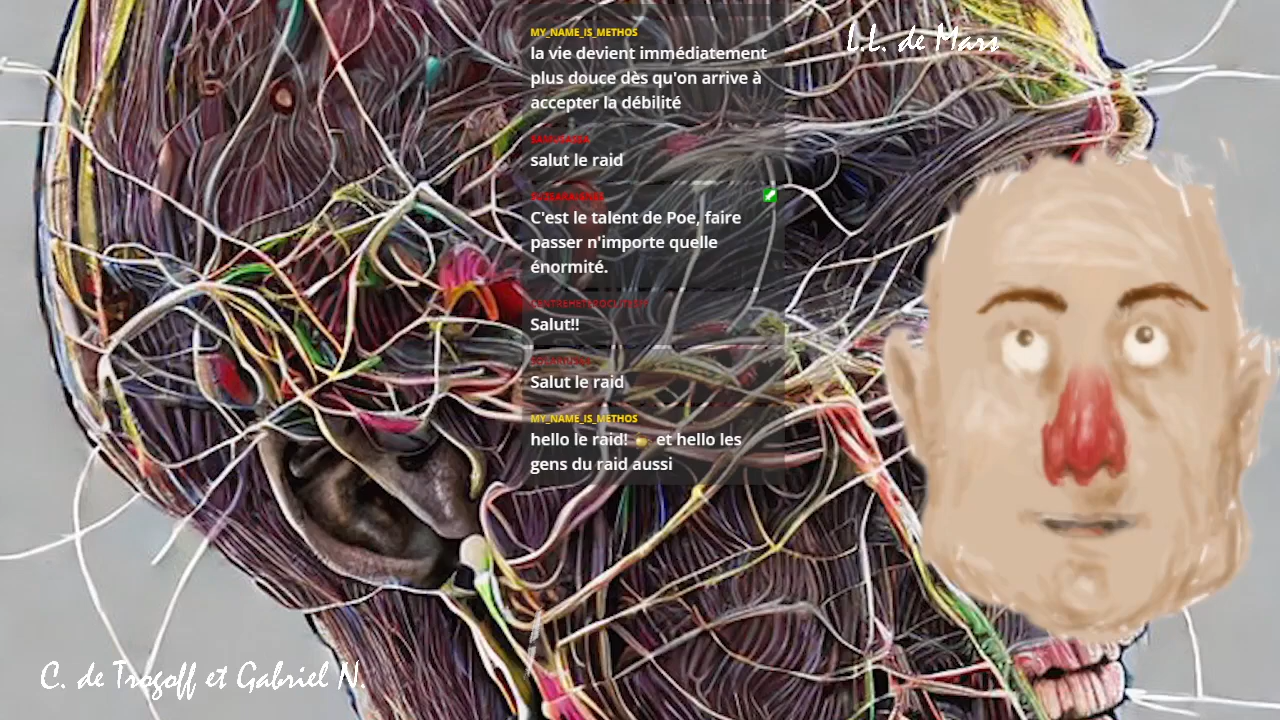 MY_NAME_IS_METHOS
la vie devient immédiatement
plus douce dès qu'on arrive à
accepter la débilité
L.L. de Mars
salut le raid
C'est le talent de Poe, faire
passer n'importe quelle
énormité.
Salut!!
Salut le raid
MY_NAME_IS_METHOS
hello le raid! et hello les
gens du raid aussi
C. de Trogoff et Gabriel N.